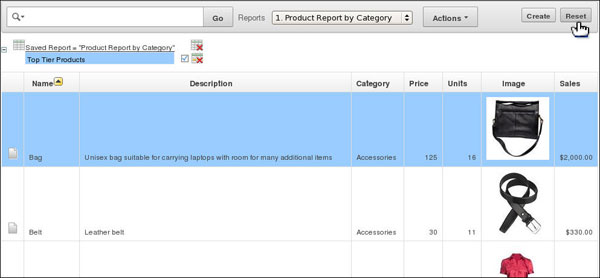 Go Reports 1. Product Report by Category Actions Create Reset
Saved Report = "Product Report by Category"
Top Tier Products
Name Description Category Price Units Image Sales
Bag Unisex bag suitable for carrying laptops with room for many additional items Accessories 125 16 $2,000.00
Belt Leather belt Accessories 30 11 $330.00